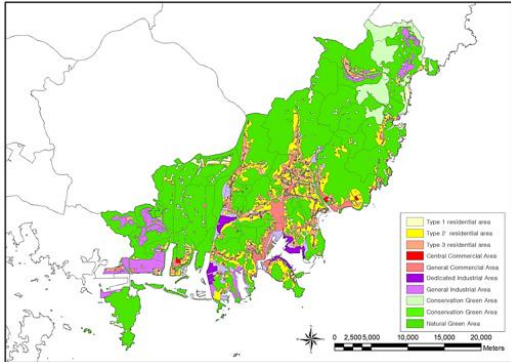 Type 1 residential area
Type 2 residential area
Type 3 residential area
Central Commercial Area
General Commercial Area
Dedicated Industrial Area
General Industrial Area
Conservation Green Area
Conservation Green Area
Natural Green Area
0 2,500 5,000 10,000 15,000 20,000
Meters